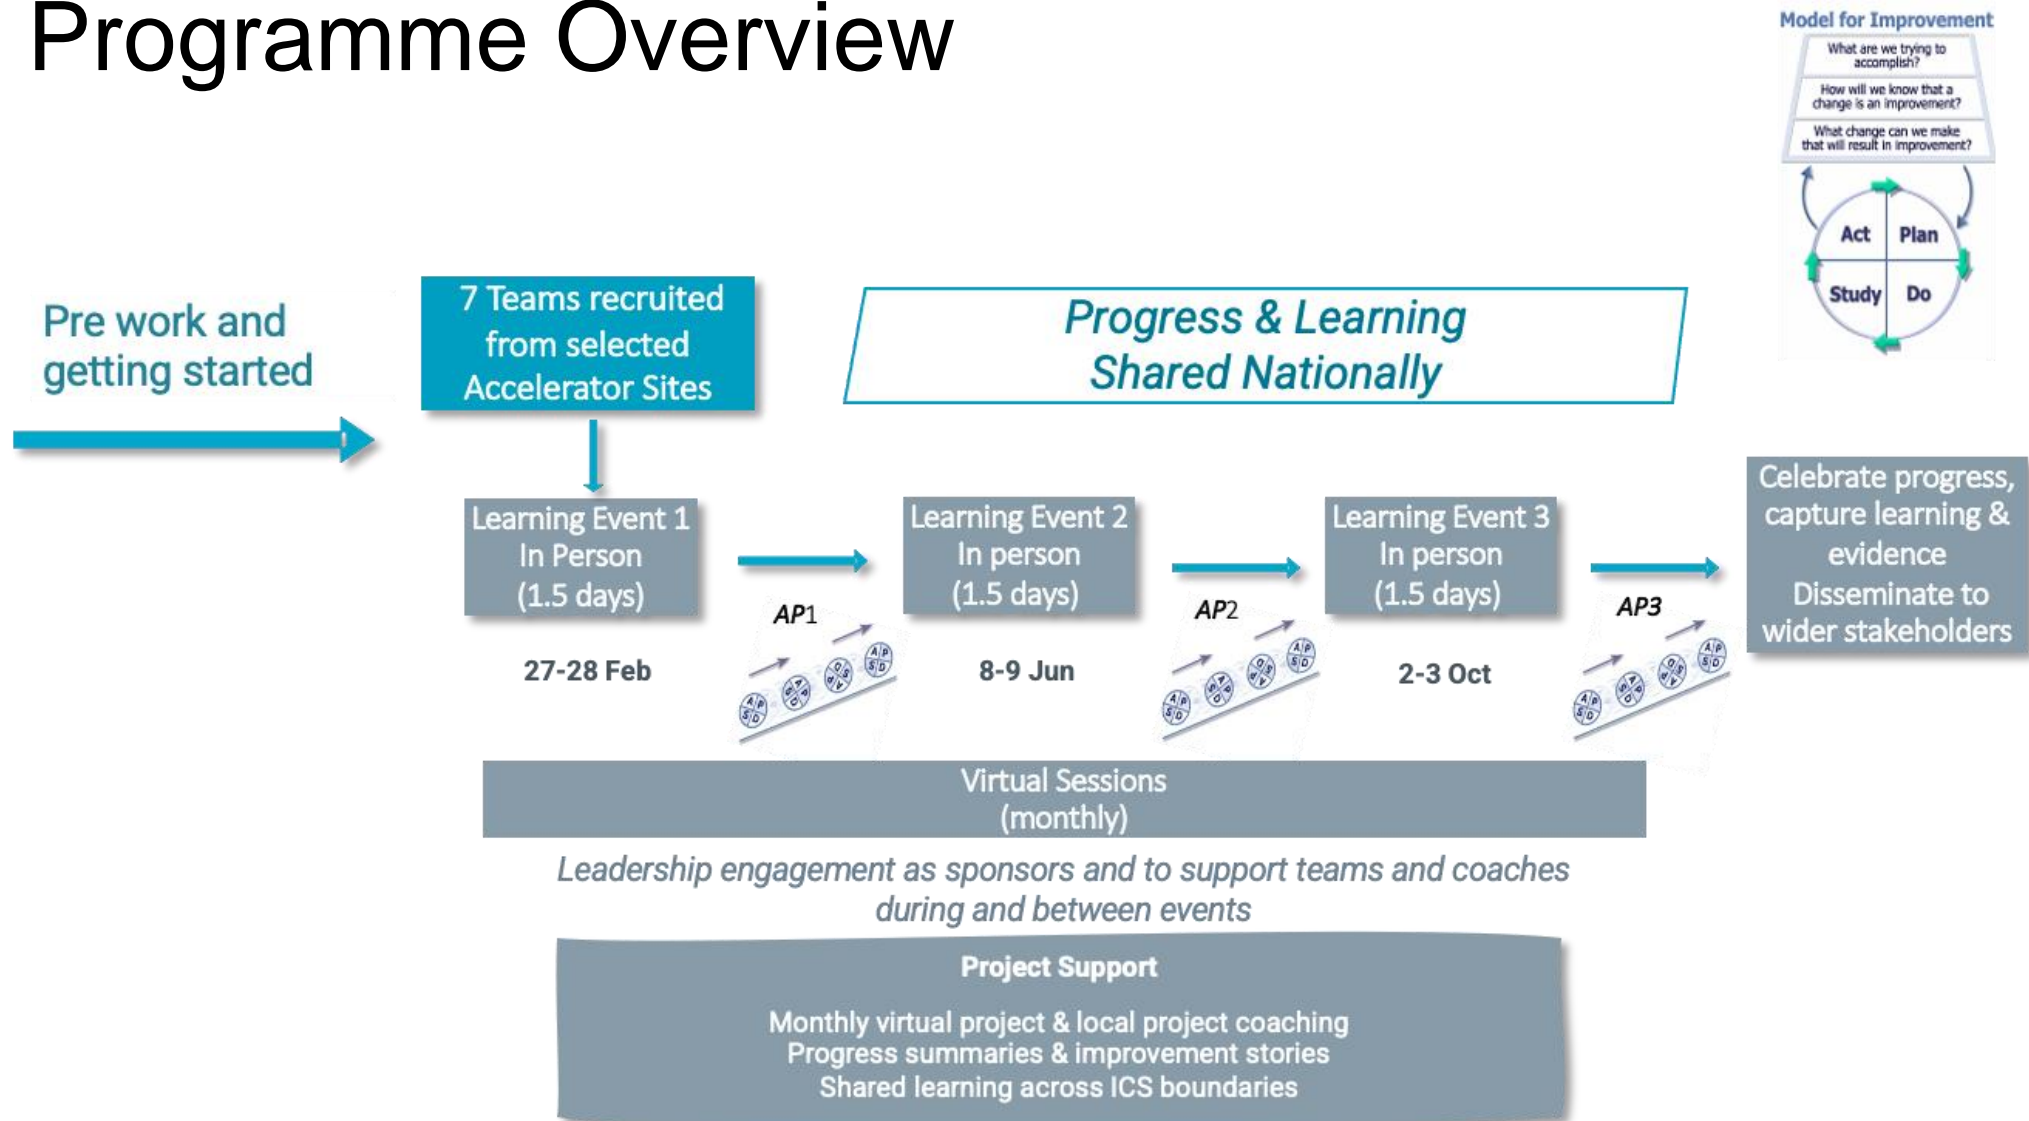 Programme Overview
Model for Improvement
What are we trying to
accomplish?
How will we know that a
change is an improvement?
What change can we make
that will result in improvement?
Act
Plan
Study
Do
Pre work and
getting started
7 Teams recruited
from selected
Accelerator Sites
Progress & Learning
Shared Nationally
Learning Event 1
In Person
(1.5 days)
27-28 Feb
AP1
A P
S D
Learning Event 2
In person
(1.5 days)
8-9 Jun
AP2
A P
S D
Learning Event 3
In person
(1.5 days)
2-3 Oct
AP3
A P
S D
Celebrate progress,
capture learning &
evidence
Disseminate to
wider stakeholders
Virtual Sessions
(monthly)
Leadership engagement as sponsors and to support teams and coaches
during and between events
Project Support
Monthly virtual project & local project coaching
Progress summaries & improvement stories
Shared learning across ICS boundaries